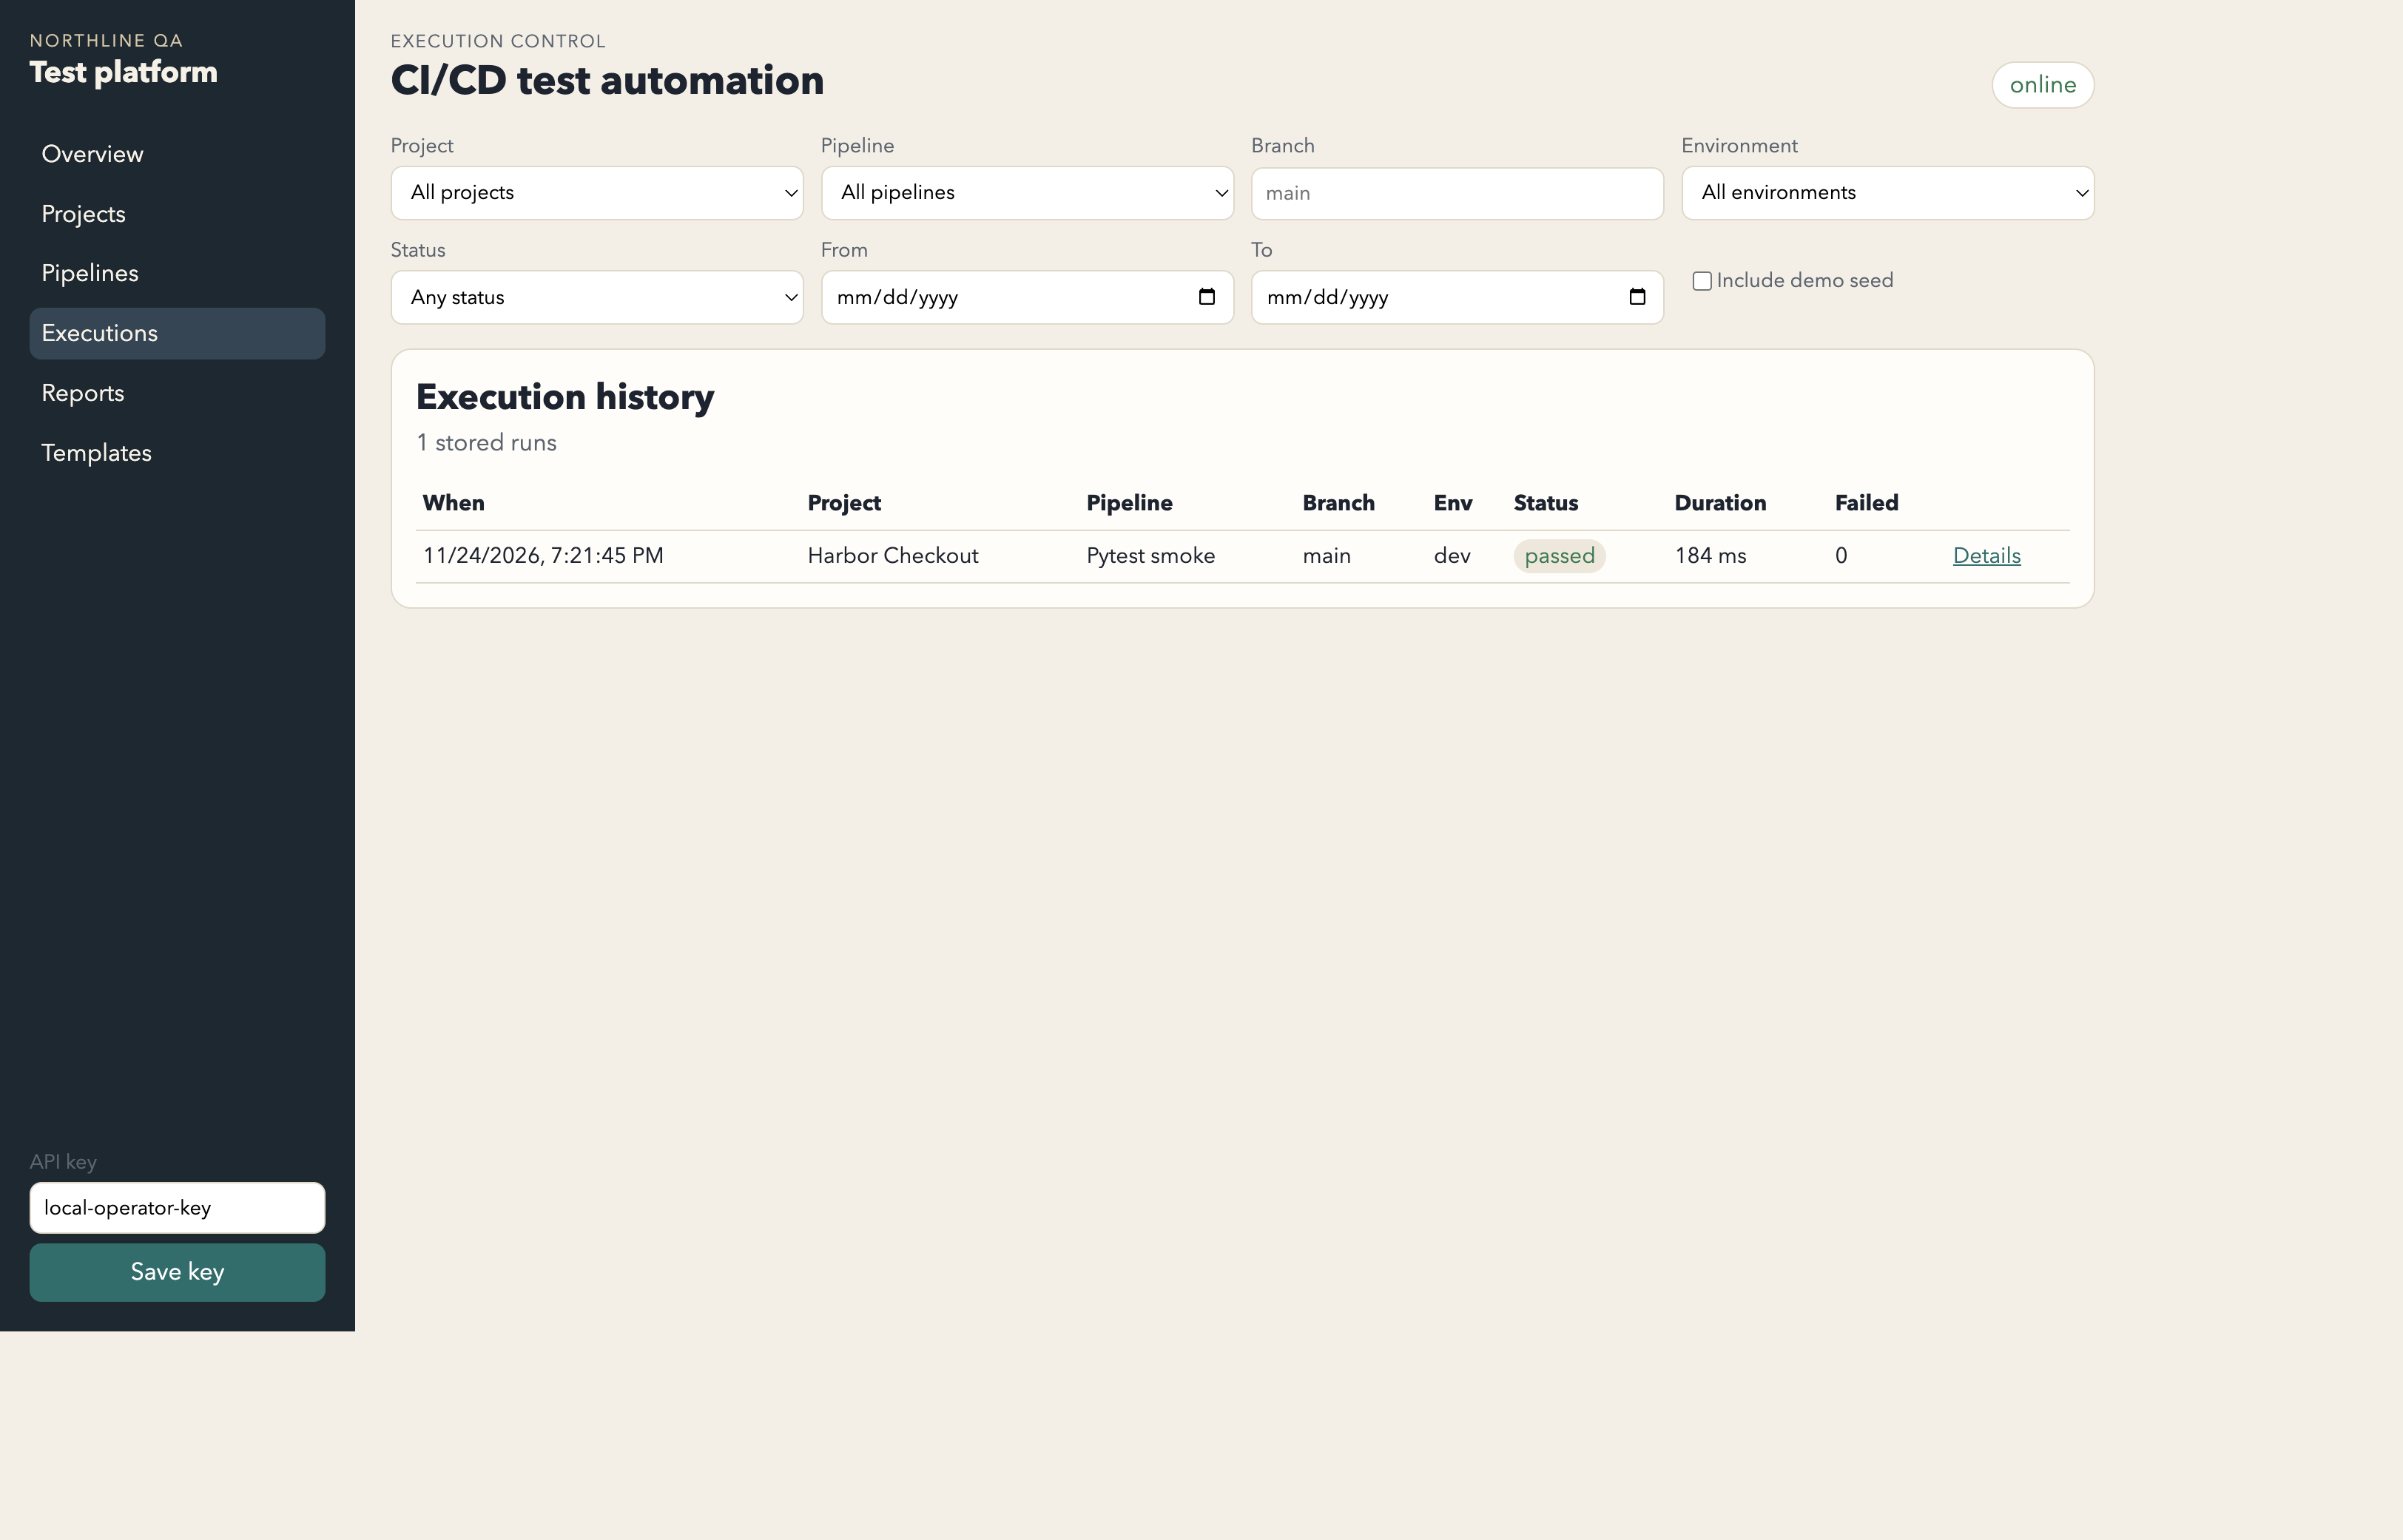 NORTHLINE QA
Test platform
Overview
Projects
Pipelines
Executions
Reports
Templates
API key
local-operator-key
Save key
EXECUTION CONTROL
CI/CD test automation
online
Project Pipeline Branch Environment
All projects All pipelines main All environments
Status From To
Any status mm/dd/yyyy mm/dd/yyyy Include demo seed
Execution history
1 stored runs
When Project Pipeline Branch Env Status Duration Failed
11/24/2026, 7:21:45 PM Harbor Checkout Pytest smoke main dev passed 184 ms 0 Details